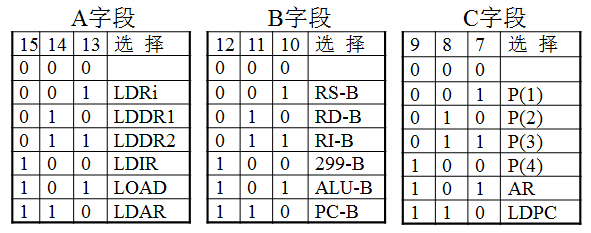 A字段 B字段 C字段
15 14 13 选 择 12 11 10 选 择 9 8 7 选 择
0 0 0 0 0 0 0 0 0
0 0 1 LDRi 0 0 1 RS-B 0 0 1 P(1)
0 1 0 LDDR1 0 1 0 RD-B 0 1 0 P(2)
0 1 1 LDDR2 0 1 1 RI-B 0 1 1 P(3)
1 0 0 LDIR 1 0 0 299-B 1 0 0 P(4)
1 0 1 LOAD 1 0 1 ALU-B 1 0 1 AR
1 1 0 LDAR 1 1 0 PC-B 1 1 0 LDPC